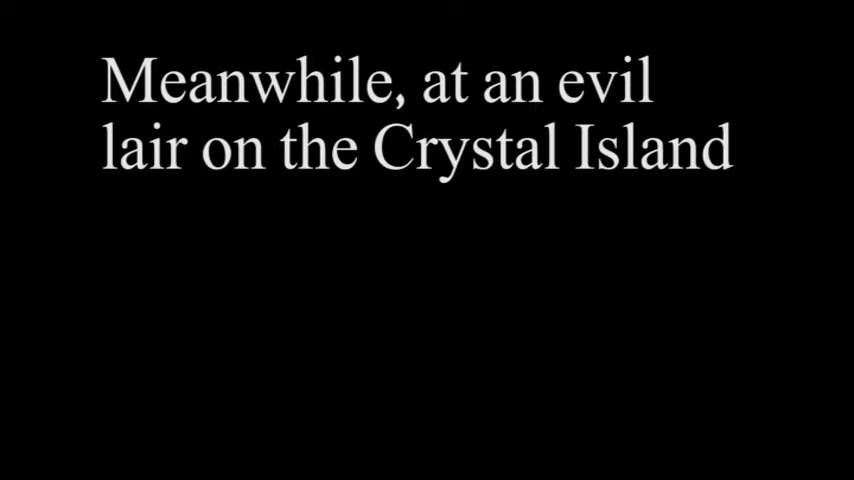 Meanwhile, at an evil
lair on the Crystal Island